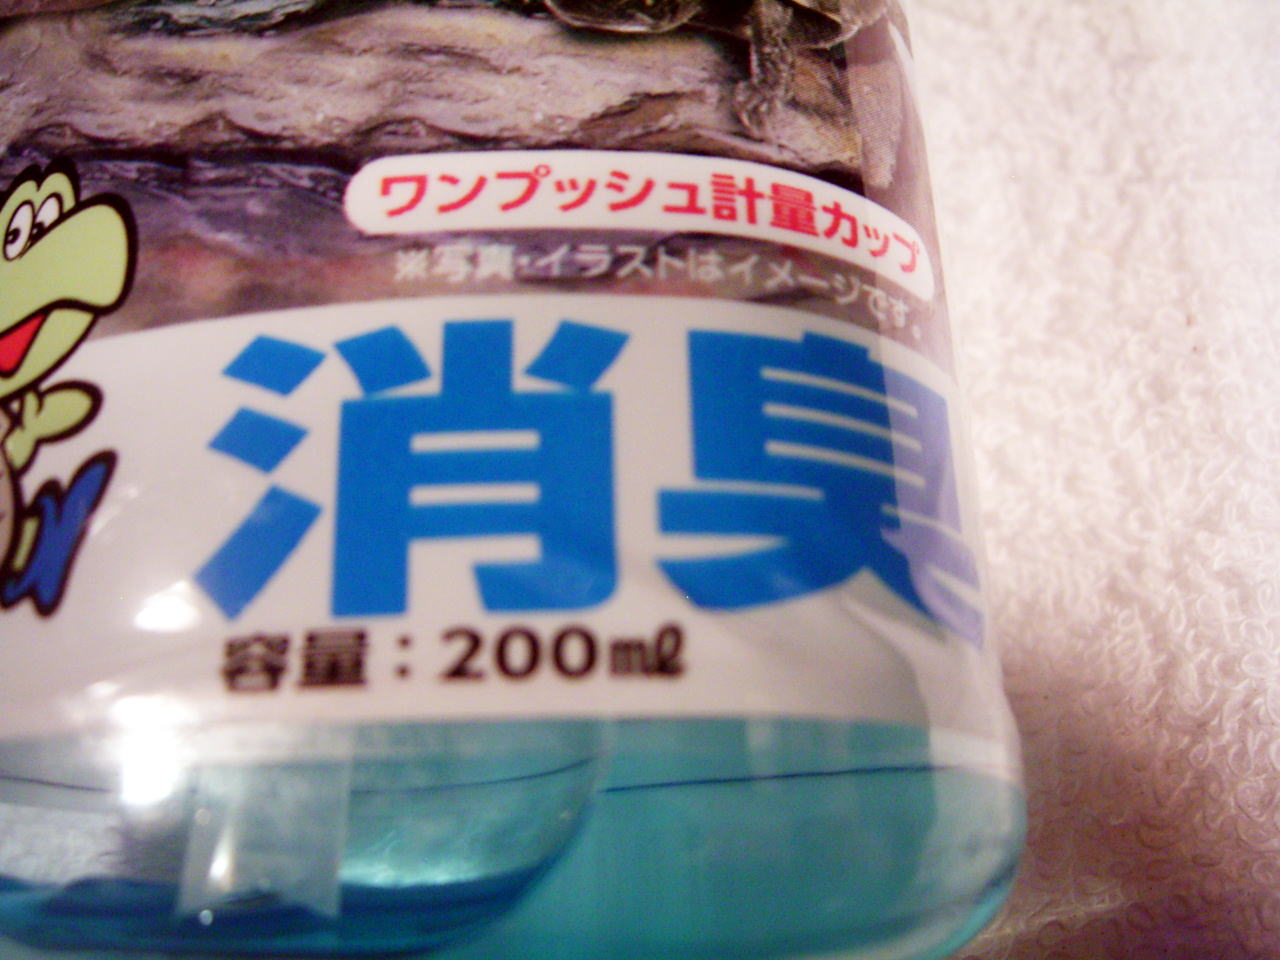 ワンプッシュ計量カップ
※写真・イラストはイメージです。
消臭
容量：200㎖